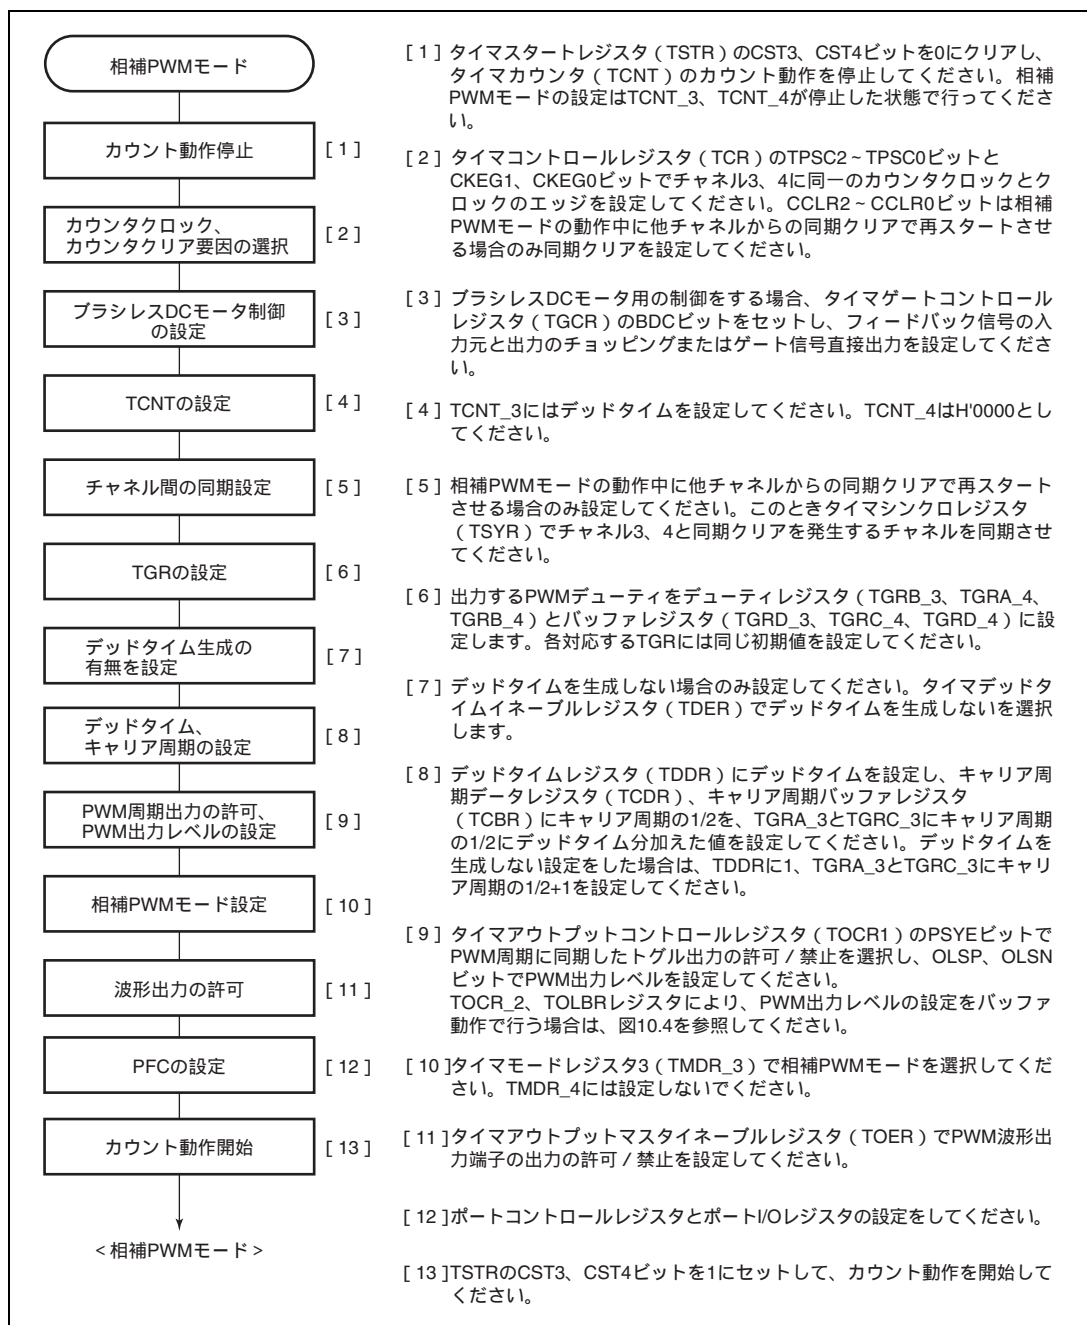 相補PWMモード
カウント動作停止
[ 1 ]
カウンタクロック、
カウンタクリア要因の選択
[ 2 ]
ブラシレスDCモータ制御
の設定
[ 3 ]
TCNTの設定
[ 4 ]
チャネル間の同期設定
[ 5 ]
TGRの設定
[ 6 ]
デッドタイム生成の
有無を設定
[ 7 ]
デッドタイム、
キャリア周期の設定
[ 8 ]
PWM周期出力の許可、
PWM出力レベルの設定
[ 9 ]
相補PWMモード設定
[ 10 ]
波形出力の許可
[ 11 ]
PFCの設定
[ 12 ]
カウント動作開始
[ 13 ]
< 相補PWMモード >
[ 1 ] タイマスタートレジスタ（TSTR）のCST3、CST4ビットを0にクリアし、
タイマカウンタ（TCNT）のカウント動作を停止してください。相補
PWMモードの設定はTCNT_3、TCNT_4が停止した状態で行ってくださ
い。
[ 2 ] タイマコントロールレジスタ（TCR）のTPSC2～TPSC0ビットと
CKEG1、CKEG0ビットでチャネル3、4に同一のカウンタクロックとク
ロックのエッジを設定してください。CCLR2～CCLR0ビットは相補
PWMモードの動作中に他チャネルからの同期クリアで再スタートさせ
る場合のみ同期クリアを設定してください。
[ 3 ] ブラシレスDCモータ用の制御をする場合、タイマゲートコントロール
レジスタ（TGCR）のBDCビットをセットし、フィードバック信号の入
力元と出力のチョッピングまたはゲート信号直接出力を設定してくださ
い。
[ 4 ] TCNT_3にはデッドタイムを設定してください。TCNT_4はH'0000とし
てください。
[ 5 ] 相補PWMモードの動作中に他チャネルからの同期クリアで再スタート
させる場合のみ設定してください。このときタイマシンクロレジスタ
（TSYR）でチャネル3、4と同期クリアを発生するチャネルを同期させ
てください。
[ 6 ] 出力するPWMデューティをデューティレジスタ（TGRB_3、TGRA_4、
TGRB_4）とバッファレジスタ（TGRD_3、TGRC_4、TGRD_4）に設
定します。各対応するTGRには同じ初期値を設定してください。
[ 7 ] デッドタイムを生成しない場合のみ設定してください。タイマデッドタ
イムイネーブルレジスタ（TDER）でデッドタイムを生成しないを選択
します。
[ 8 ] デッドタイムレジスタ（TDDR）にデッドタイムを設定し、キャリア周
期データレジスタ（TCDR）、キャリア周期バッファレジスタ
（TCBR）にキャリア周期の1/2を、TGRA_3とTGRC_3にキャリア周期
の1/2にデッドタイム分加えた値を設定してください。デッドタイムを
生成しない設定をした場合は、TDDRに1、TGRA_3とTGRC_3にキャリ
ア周期の1/2+1を設定してください。
[ 9 ] タイマアウトプットコントロールレジスタ（TOCR1）のPSYEビットで
PWM周期に同期したトグル出力の許可／禁止を選択し、OLSP、OLSN
ビットでPWM出力レベルを設定してください。
TOCR_2、TOLBRレジスタにより、PWM出力レベルの設定をバッファ
動作で行う場合は、図10.4を参照してください。
[ 10 ]タイマモードレジスタ3（TMDR_3）で相補PWMモードを選択してくだ
さい。TMDR_4には設定しないでください。
[ 11 ]タイマアウトプットマスタイネーブルレジスタ（TOER）でPWM波形出
力端子の出力の許可／禁止を設定してください。
[ 12 ]ポートコントロールレジスタとポートI/Oレジスタの設定をしてください。
[ 13 ]TSTRのCST3、CST4ビットを1にセットして、カウント動作を開始して
ください。